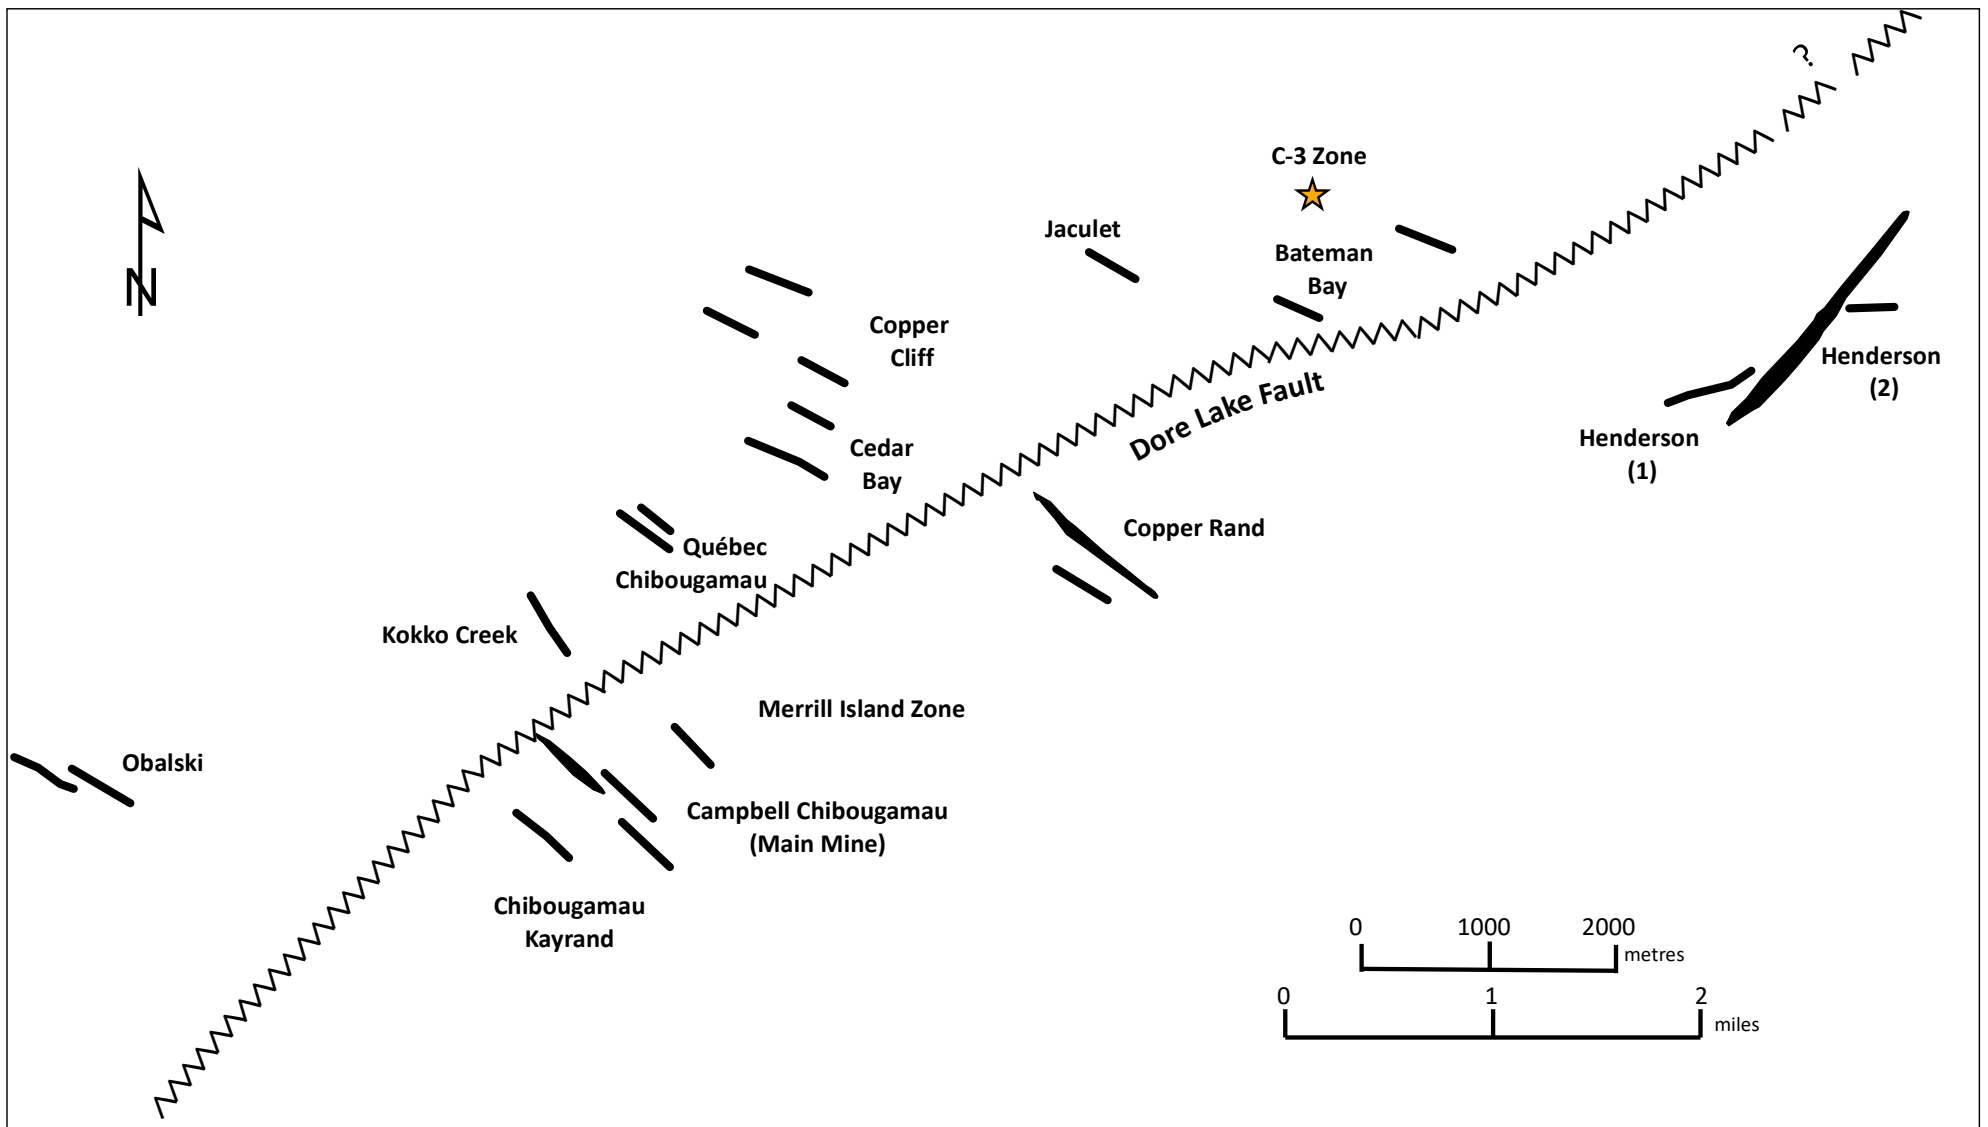 ?
C-3 Zone
Jaculet
Bateman
Bay
N
Copper
Cliff
Henderson
(2)
Dore Lake Fault
Henderson
(1)
Cedar
Bay
Copper Rand
Québec
Chibougamau
Kokko Creek
Merrill Island Zone
Obalski
Campbell Chibougamau
(Main Mine)
Chibougamau
Kayrand
0 1000 2000
metres
0 1 2
miles